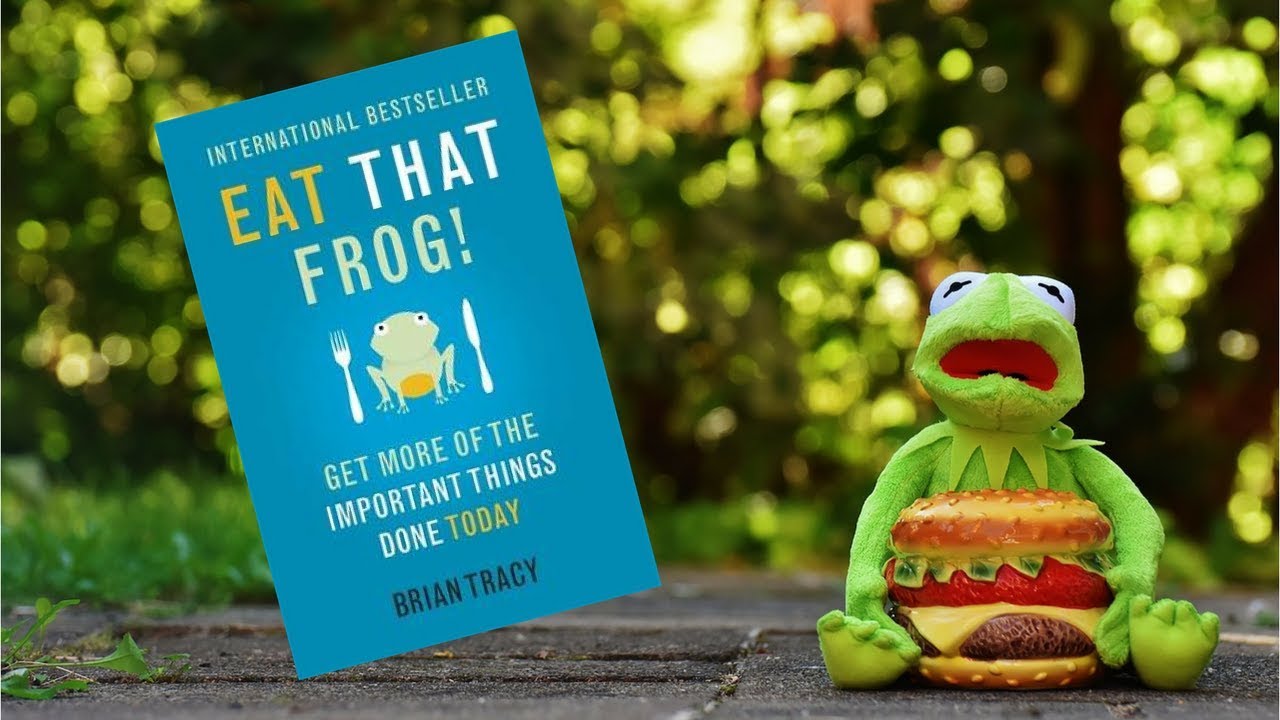 INTERNATIONAL BESTSELLER
EAT THAT
FROG!
GET MORE OF THE
IMPORTANT THINGS
DONE TODAY
BRIAN TRACY